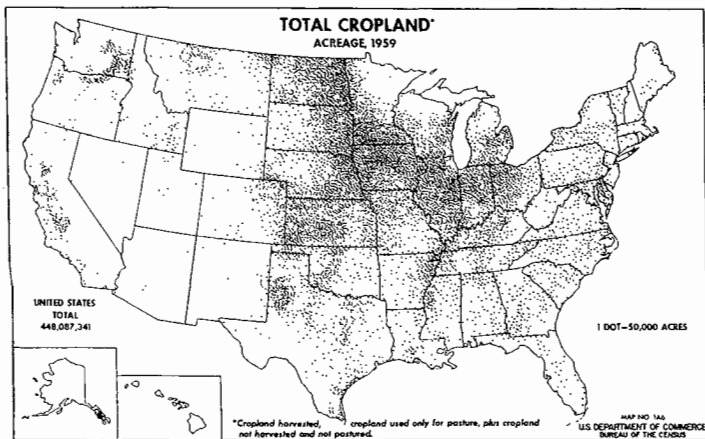 TOTAL CROPLAND*
ACREAGE, 1959
UNITED STATES
TOTAL
448,087,341
1 DOT—50,000 ACRES
*Cropland harvested, cropland used only for pasture, plus cropland
not harvested and not pastured.
MAP NO. 1A6
U.S. DEPARTMENT OF COMMERCE
BUREAU OF THE CENSUS